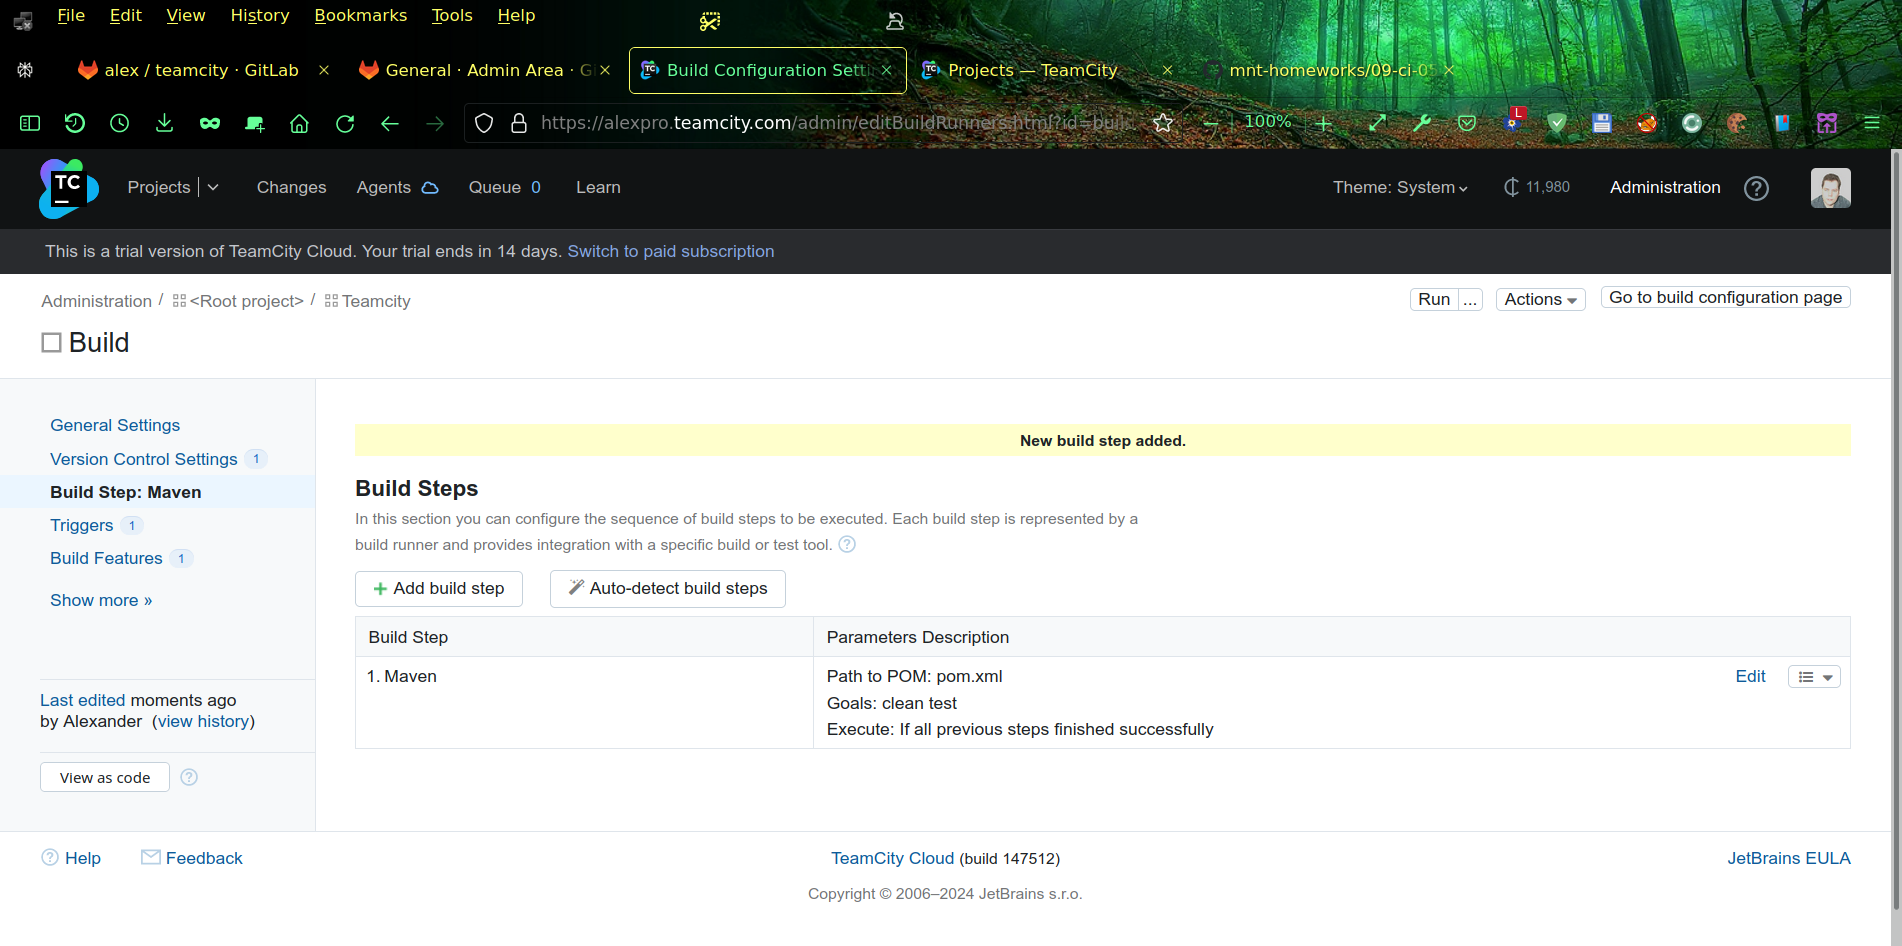 File Edit View History Bookmarks Tools Help
alex / teamcity · GitLab
General · Admin Area · G
Build Configuration Setti
Projects — TeamCity
mnt-homeworks/09-ci-05
https://alexpro.teamcity.com/admin/editBuildRunners.html?id=buil
100%
L
TC
Projects
Changes
Agents
Queue 0
Learn
Theme: System
11,980
Administration
This is a trial version of TeamCity Cloud. Your trial ends in 14 days. Switch to paid subscription
Administration / <Root project> / Teamcity
Run ...
Actions
Go to build configuration page
Build
General Settings
Version Control Settings 1
Build Step: Maven
Triggers 1
Build Features 1
Show more »
Last edited moments ago
by Alexander (view history)
View as code
New build step added.
Build Steps
In this section you can configure the sequence of build steps to be executed. Each build step is represented by a
build runner and provides integration with a specific build or test tool.
Add build step
Auto-detect build steps
Build Step
Parameters Description
1. Maven
Path to POM: pom.xml
Goals: clean test
Execute: If all previous steps finished successfully
Edit
Help
Feedback
TeamCity Cloud (build 147512)
JetBrains EULA
Copyright © 2006–2024 JetBrains s.r.o.